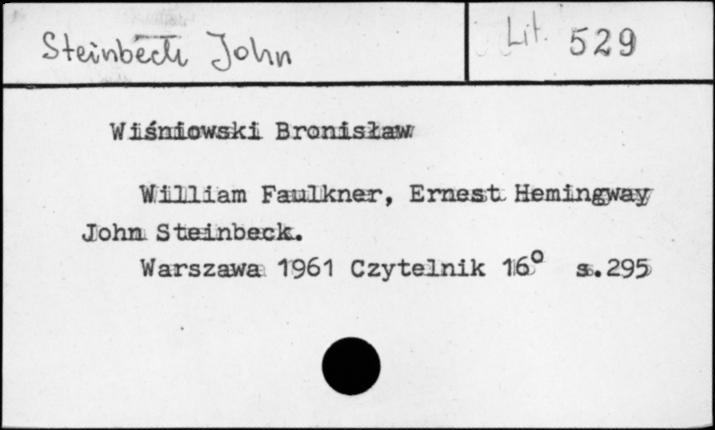 Steinbeck John
Lit. 529
Wiśniowski Bronisław
William Faulkner, Ernest Hemingway
John Steinbeck.
Warszawa 1961 Czytelnik 16° s.295